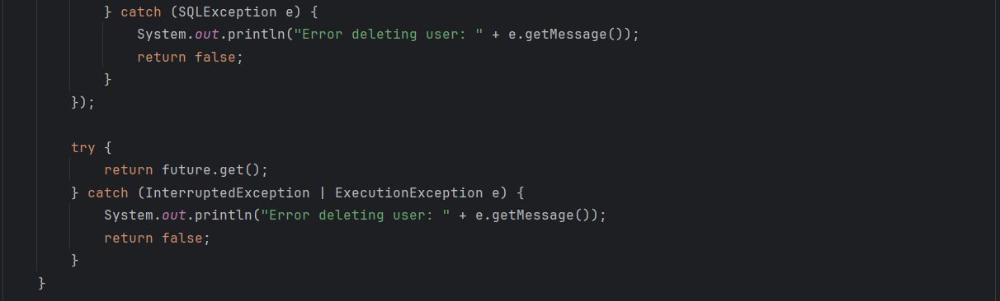 } catch (SQLException e) {
System.out.println("Error deleting user: " + e.getMessage());
return false;
}
});
try {
return future.get();
} catch (InterruptedException | ExecutionException e) {
System.out.println("Error deleting user: " + e.getMessage());
return false;
}
}